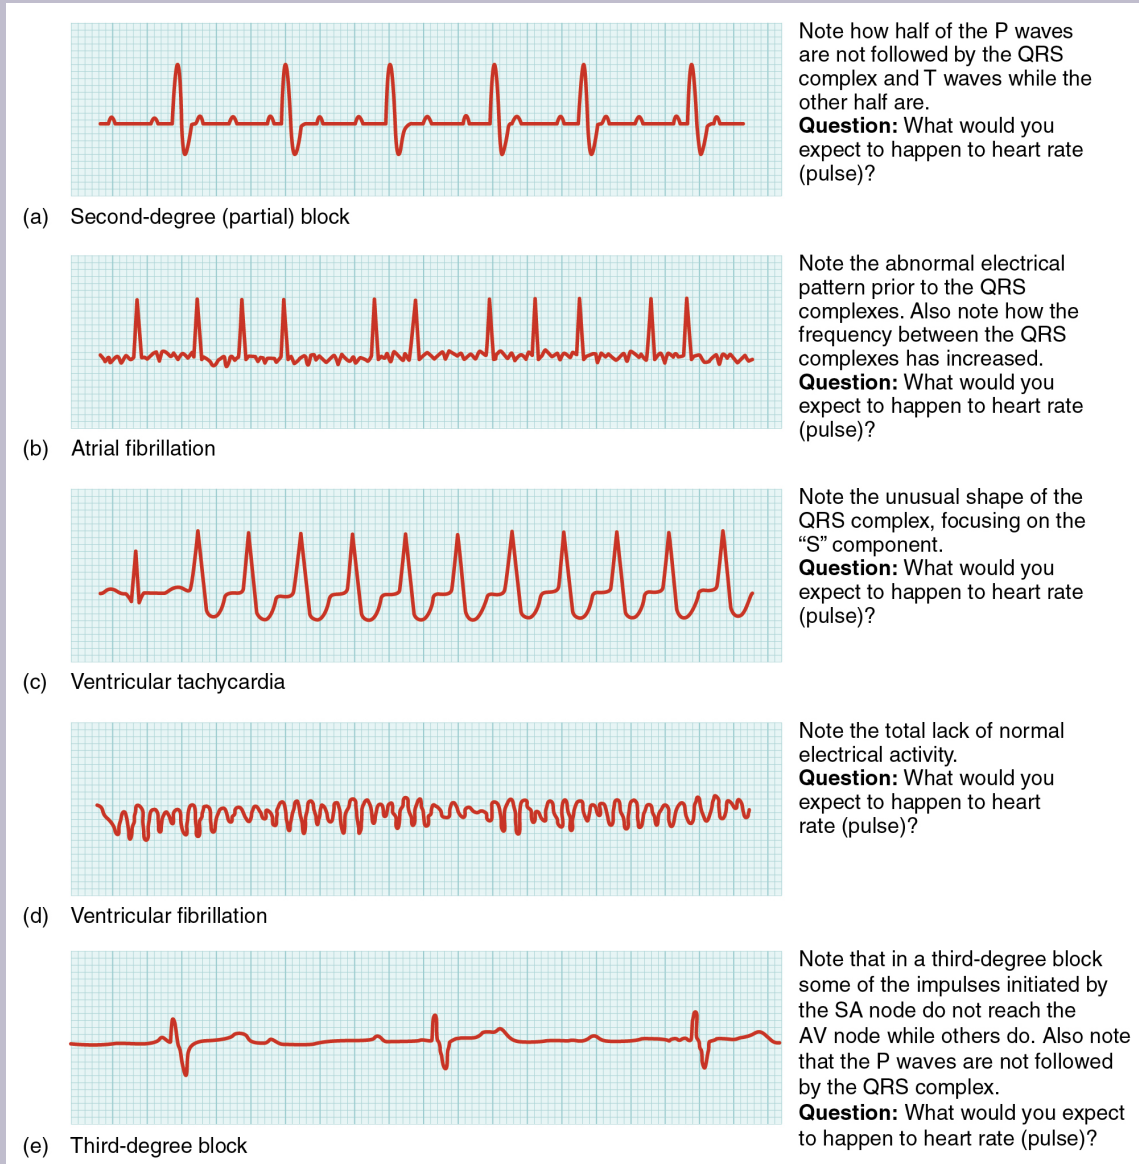 Note how half of the P waves
are not followed by the QRS
complex and T waves while the
other half are.
Question: What would you
expect to happen to heart rate
(pulse)?
(a) Second-degree (partial) block
Note the abnormal electrical
pattern prior to the QRS
complexes. Also note how the
frequency between the QRS
complexes has increased.
Question: What would you
expect to happen to heart rate
(pulse)?
(b) Atrial fibrillation
Note the unusual shape of the
QRS complex, focusing on the
“S” component.
Question: What would you
expect to happen to heart rate
(pulse)?
(c) Ventricular tachycardia
Note the total lack of normal
electrical activity.
Question: What would you
expect to happen to heart
rate (pulse)?
(d) Ventricular fibrillation
Note that in a third-degree block
some of the impulses initiated by
the SA node do not reach the
AV node while others do. Also note
that the P waves are not followed
by the QRS complex.
Question: What would you expect
to happen to heart rate (pulse)?
(e) Third-degree block